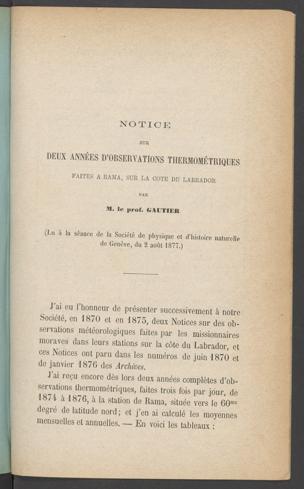 NOTICE
SUR
DEUX ANNÉES D'OBSERVATIONS THERMOMÉTRIQUES
FAITES A RAMA, SUR LA COTE DU LABRADOR
PAR
M. le prof. GAUTIER
(Lu à la séance de la Société de physique et d'histoire naturelle
de Genève, du 2 août 1877.)
J'ai eu l'honneur de présenter successivement à notre
Société, en 1870 et en 1875, deux Notices sur des ob-
servations météorologiques faites par les missionnaires
moraves dans leurs stations sur la côte du Labrador, et
ces Notices ont paru dans les numéros de juin 1870 et
de janvier 1876 des Archives.
J'ai reçu encore dès lors deux années complètes d'ob-
servations thermométriques, faites trois fois par jour, de
1874 à 1876, à la station de Rama, située vers le 60me
degré de latitude nord; et j'en ai calculé les moyennes
mensuelles et annuelles. — En voici les tableaux :